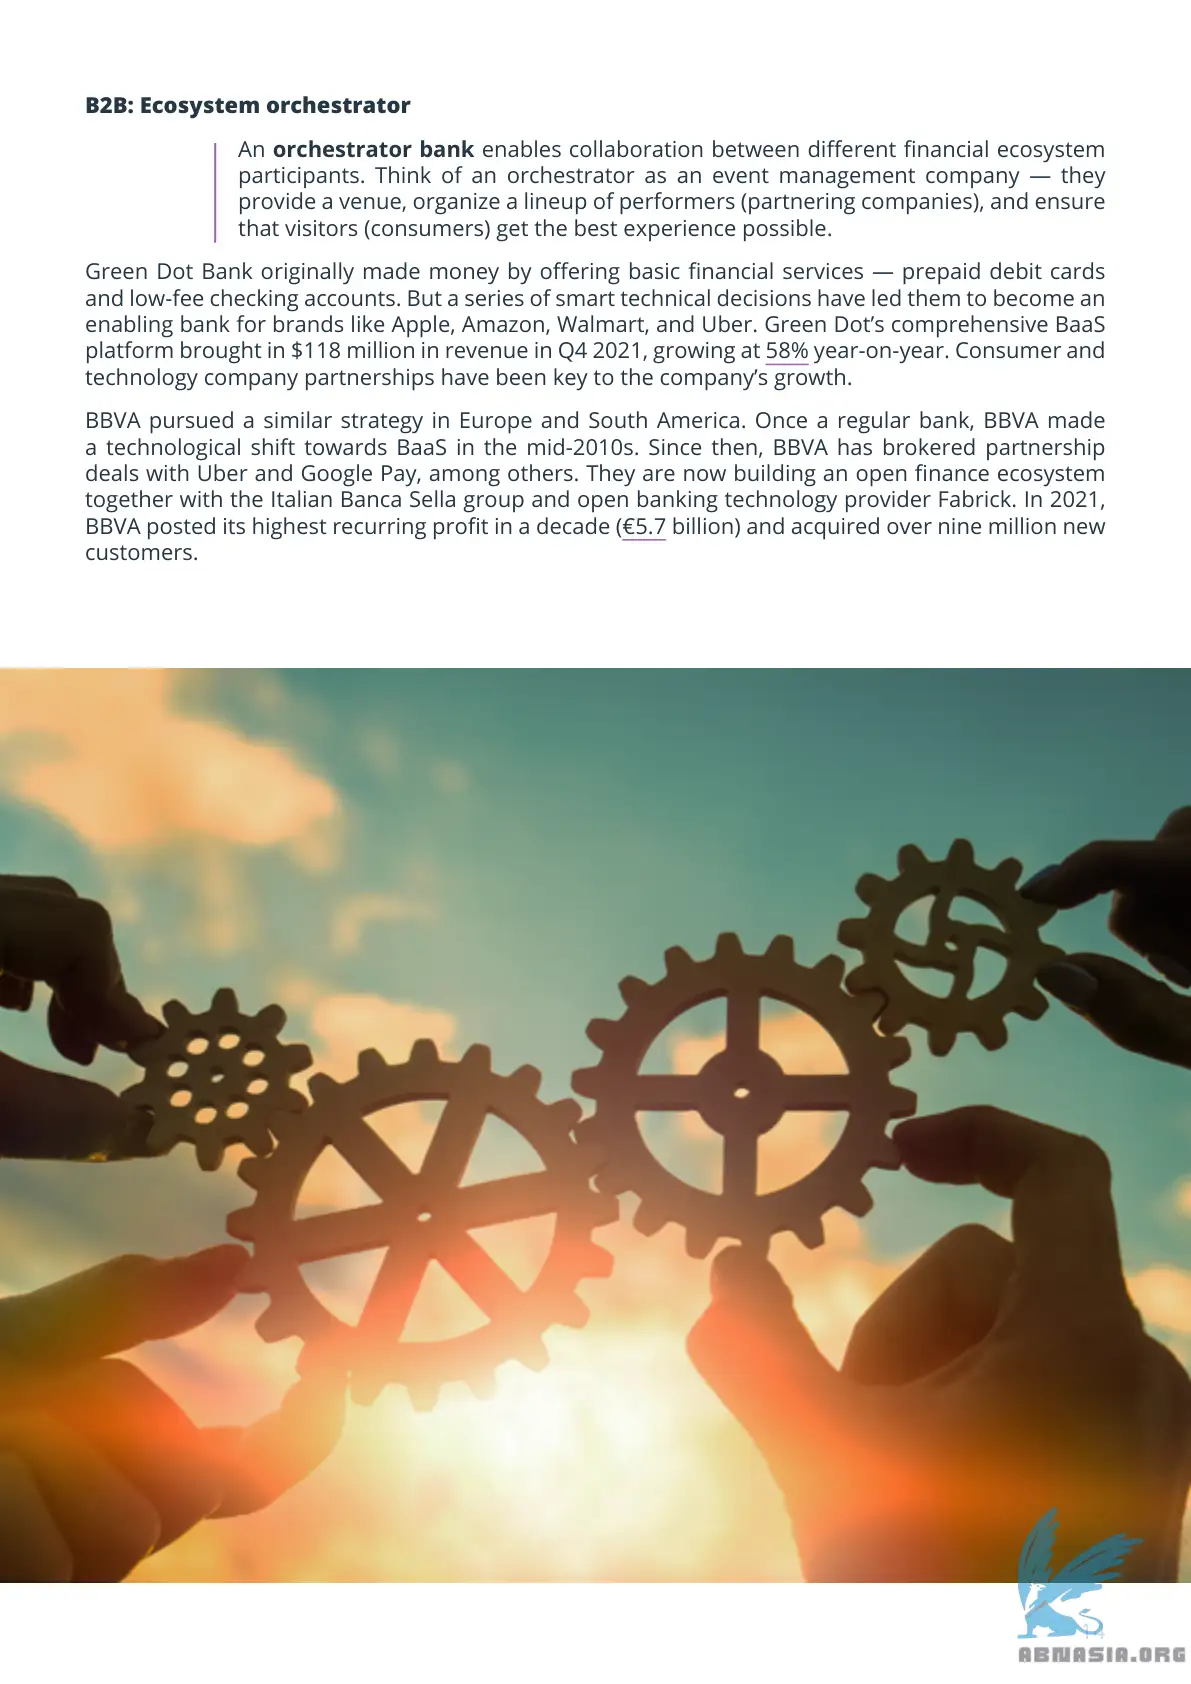 B2B: Ecosystem orchestrator
An orchestrator bank enables collaboration between different financial ecosystem
participants. Think of an orchestrator as an event management company — they
provide a venue, organize a lineup of performers (partnering companies), and ensure
that visitors (consumers) get the best experience possible.
Green Dot Bank originally made money by offering basic financial services — prepaid debit cards
and low-fee checking accounts. But a series of smart technical decisions have led them to become an
enabling bank for brands like Apple, Amazon, Walmart, and Uber. Green Dot’s comprehensive BaaS
platform brought in $118 million in revenue in Q4 2021, growing at 58% year-on-year. Consumer and
technology company partnerships have been key to the company’s growth.
BBVA pursued a similar strategy in Europe and South America. Once a regular bank, BBVA made
a technological shift towards BaaS in the mid-2010s. Since then, BBVA has brokered partnership
deals with Uber and Google Pay, among others. They are now building an open finance ecosystem
together with the Italian Banca Sella group and open banking technology provider Fabrick. In 2021,
BBVA posted its highest recurring profit in a decade (€5.7 billion) and acquired over nine million new
customers.
ABNASIA.ORG